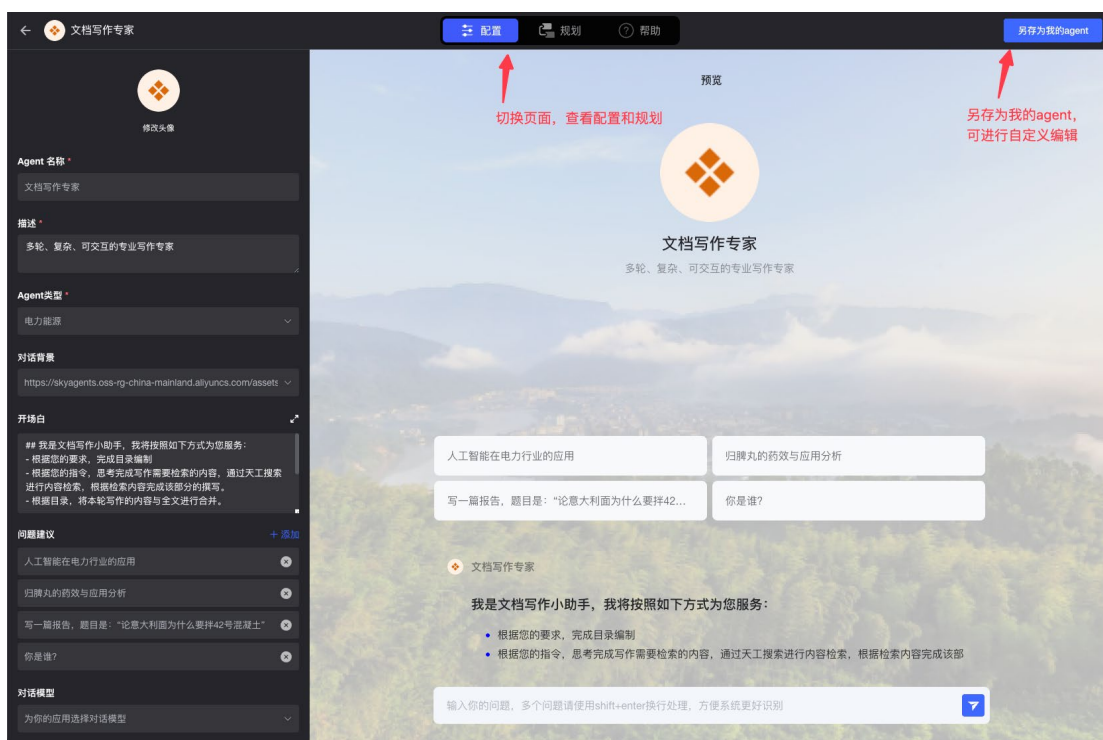 文档写作专家
配置
规划
帮助
另存为我的agent
修改头像
Agent 名称 *
文档写作专家
描述 *
多轮、复杂、可交互的专业写作专家
Agent类型 *
电力能源
对话背景
https://skyagents.oss-rg-china-mainland.aliyuncs.com/assets
开场白
## 我是文档写作小助手，我将按照如下方式为您服务：
- 根据您的要求，完成目录编制
- 根据您的指令，思考完成写作需要检索的内容，通过天工搜索
进行内容检索，根据检索内容完成该部分的撰写。
- 根据目录，将本轮写作的内容与全文进行合并。
问题建议
+ 添加
人工智能在电力行业的应用
归脾丸的药效与应用分析
写一篇报告，题目是：“论意大利面为什么要拌42号混凝土”
你是谁?
对话模型
为你的应用选择对话模型
预览
切换页面，查看配置和规划
另存为我的agent，
可进行自定义编辑
文档写作专家
多轮、复杂、可交互的专业写作专家
人工智能在电力行业的应用
归脾丸的药效与应用分析
写一篇报告，题目是：“论意大利面为什么要拌42...
你是谁?
文档写作专家
我是文档写作小助手，我将按照如下方式为您服务：
• 根据您的要求，完成目录编制
• 根据您的指令，思考完成写作需要检索的内容，通过天工搜索进行内容检索，根据检索内容完成该部
输入你的问题，多个问题请使用shift+enter换行处理，方便系统更好识别